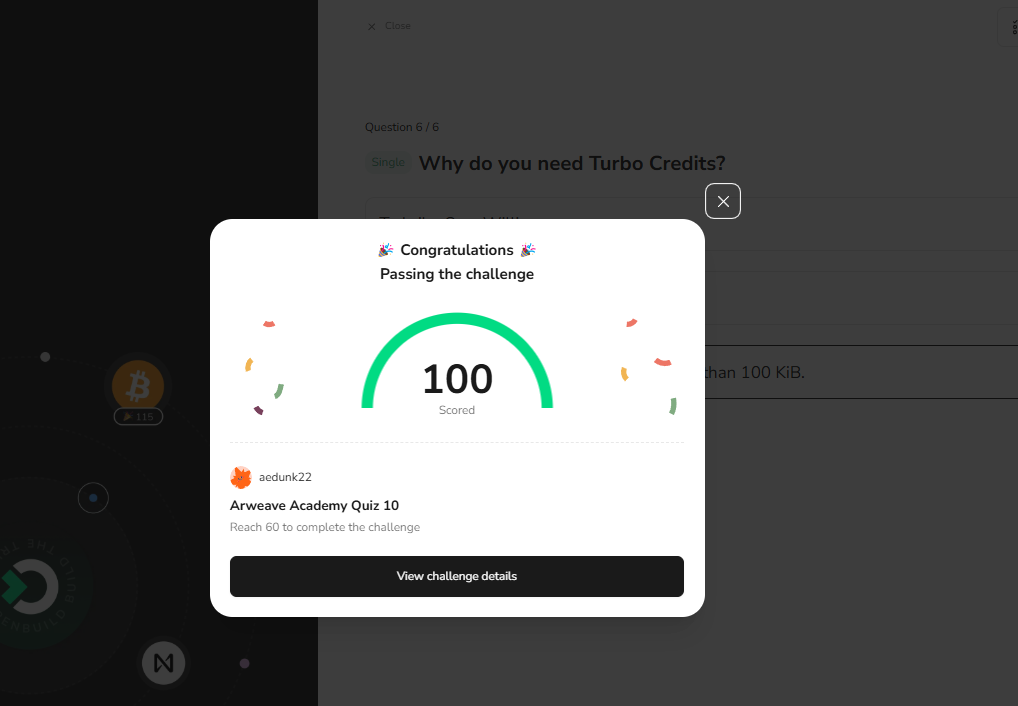 Close
Question 6 / 6
Single Why do you need Turbo Credits?
🎉 Congratulations 🎉
Passing the challenge
than 100 KiB.
100
Scored
115
aedunk22
Arweave Academy Quiz 10
Reach 60 to complete the challenge
View challenge details